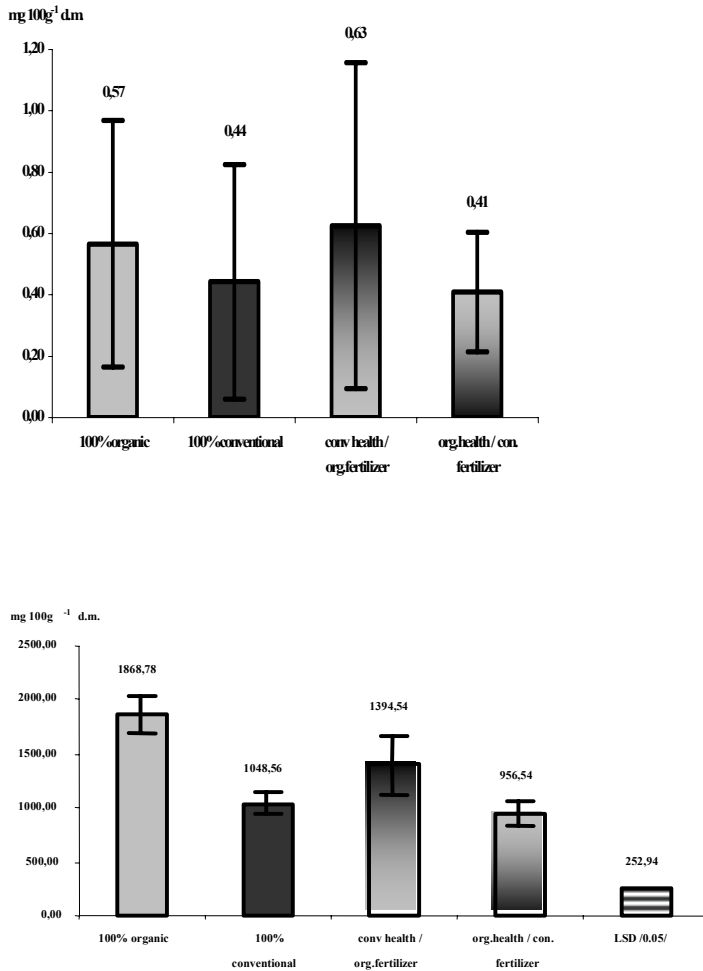 mg 100g⁻¹ d.m.
1,20
1,00
0,80
0,60
0,40
0,20
0,00
0,57
0,44
0,63
0,41
100% organic
100% conventional
conv health /
org.fertilizer
org.health / con.
fertilizer
mg 100g ⁻¹ d.m.
2500,00
2000,00
1500,00
1000,00
500,00
0,00
1868,78
1048,56
1394,54
956,54
252,94
100% organic
100%
conventional
conv health /
org.fertilizer
org.health / con.
fertilizer
LSD /0.05/